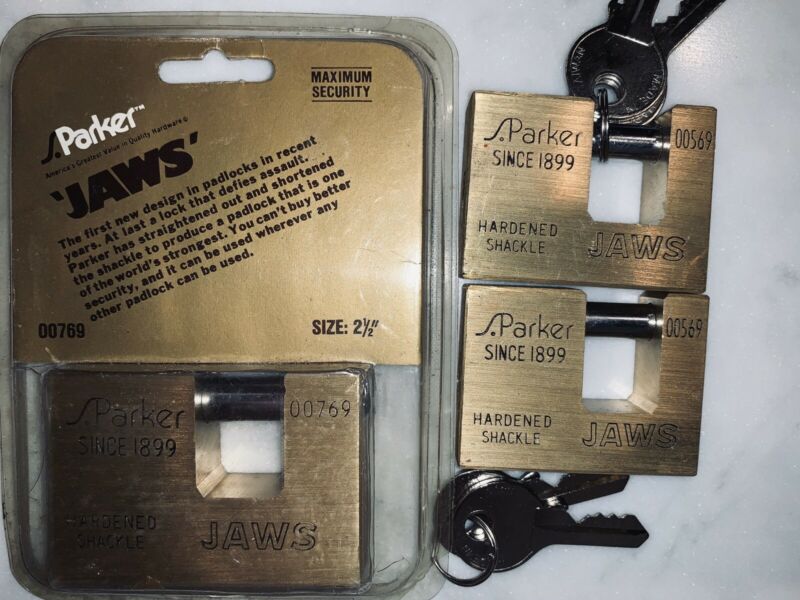 S.Parker™
America's Greatest Value in Quality Hardware®
MAXIMUM
SECURITY
'JAWS'
The first new design in padlocks in recent
years. At last a lock that defies assault.
Parker has straightened out and shortened
the shackle to produce a padlock that is one
of the world's strongest. You can't buy better
security, and it can be used wherever any
other padlock can be used.
00769
SIZE: 2½"
S.Parker
SINCE 1899
00769
HARDENED
SHACKLE
JAWS
S.Parker
SINCE 1899
00569
HARDENED
SHACKLE
JAWS
S.Parker
SINCE 1899
00569
HARDENED
SHACKLE
JAWS